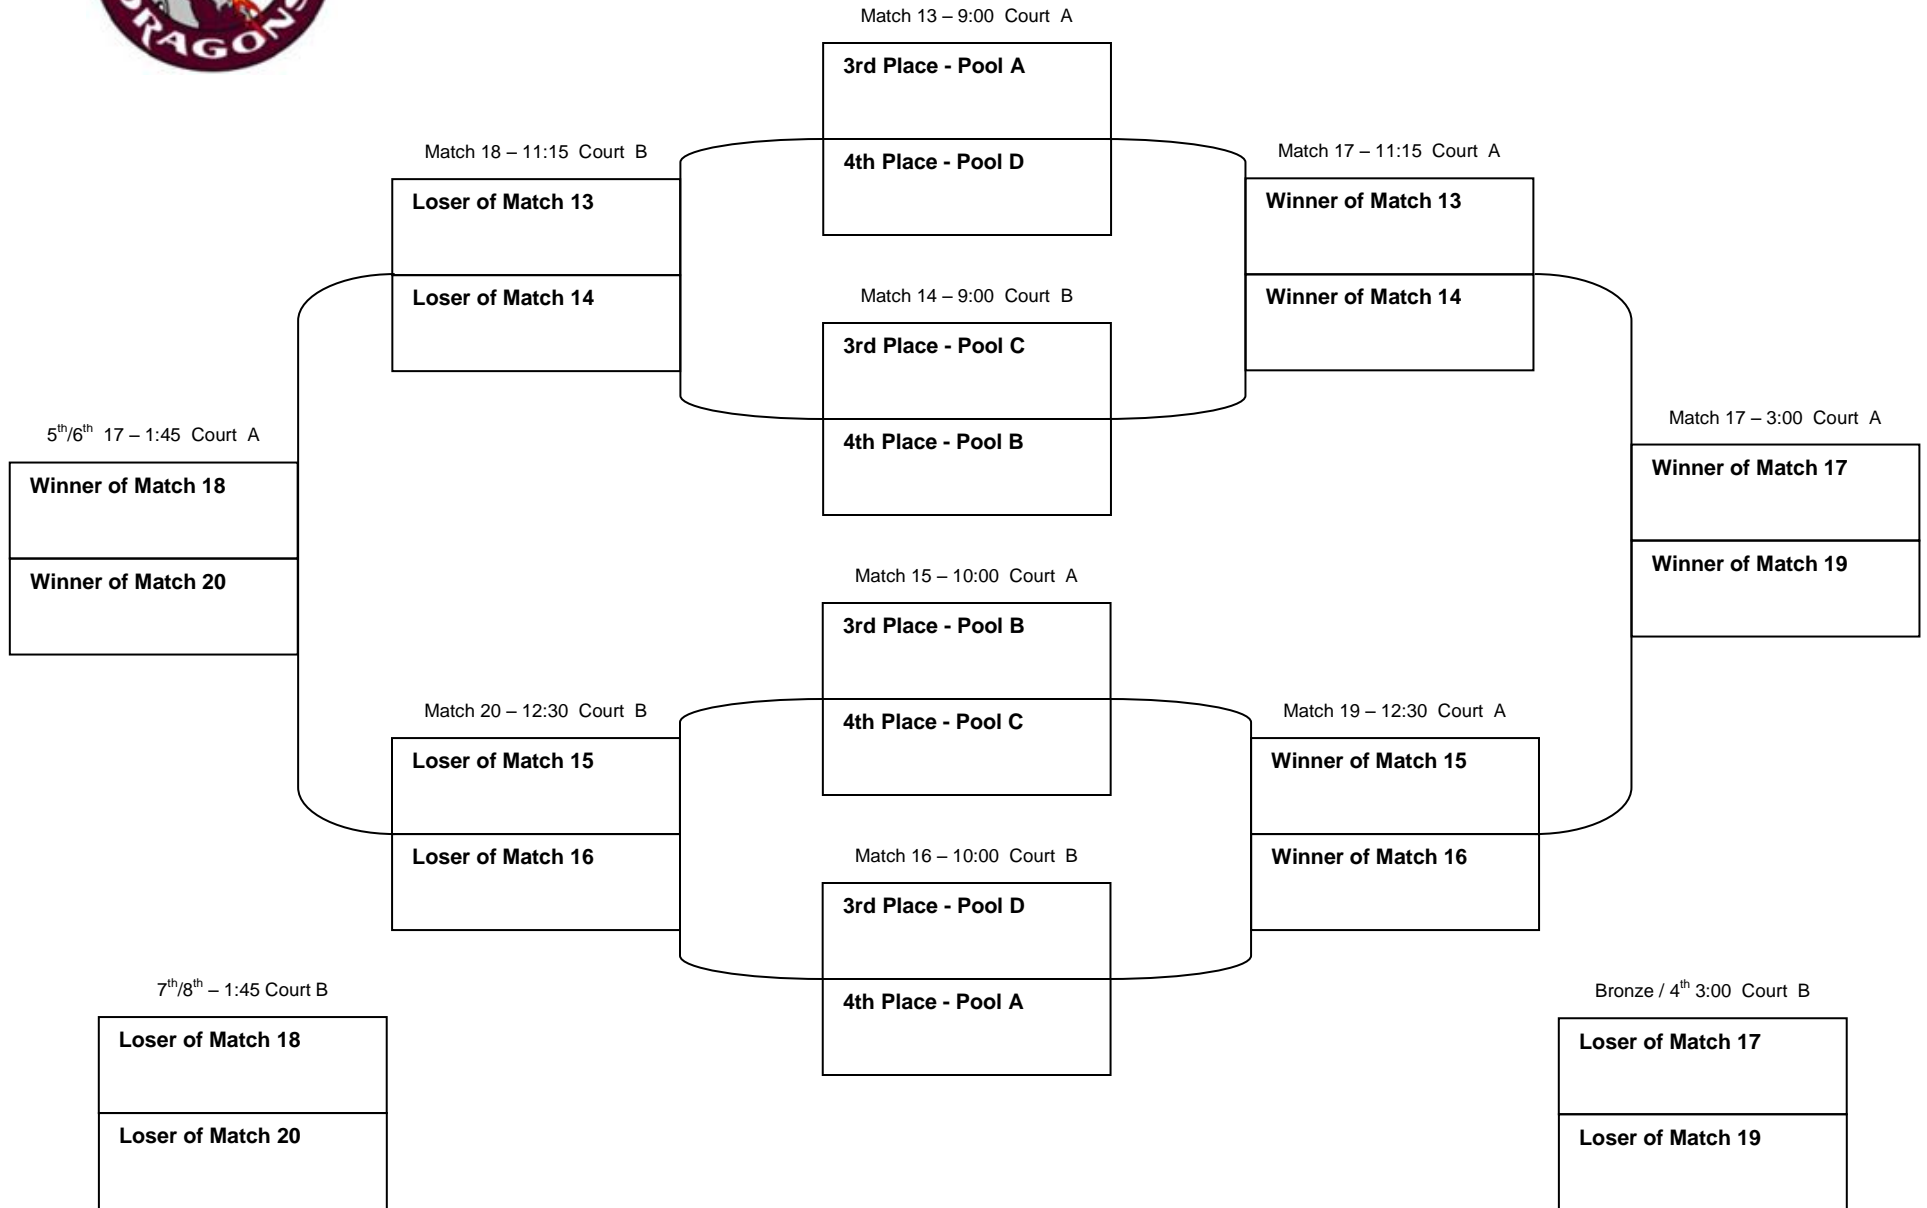 DRAGONS
Match 13 – 9:00 Court A
3rd Place - Pool A
4th Place - Pool D
Match 18 – 11:15 Court B
Loser of Match 13
Loser of Match 14
Match 17 – 11:15 Court A
Winner of Match 13
Winner of Match 14
Match 14 – 9:00 Court B
3rd Place - Pool C
4th Place - Pool B
5th/6th 17 – 1:45 Court A
Winner of Match 18
Winner of Match 20
Match 17 – 3:00 Court A
Winner of Match 17
Winner of Match 19
Match 15 – 10:00 Court A
3rd Place - Pool B
4th Place - Pool C
Match 20 – 12:30 Court B
Loser of Match 15
Loser of Match 16
Match 19 – 12:30 Court A
Winner of Match 15
Winner of Match 16
Match 16 – 10:00 Court B
3rd Place - Pool D
4th Place - Pool A
7th/8th – 1:45 Court B
Loser of Match 18
Loser of Match 20
Bronze / 4th 3:00 Court B
Loser of Match 17
Loser of Match 19